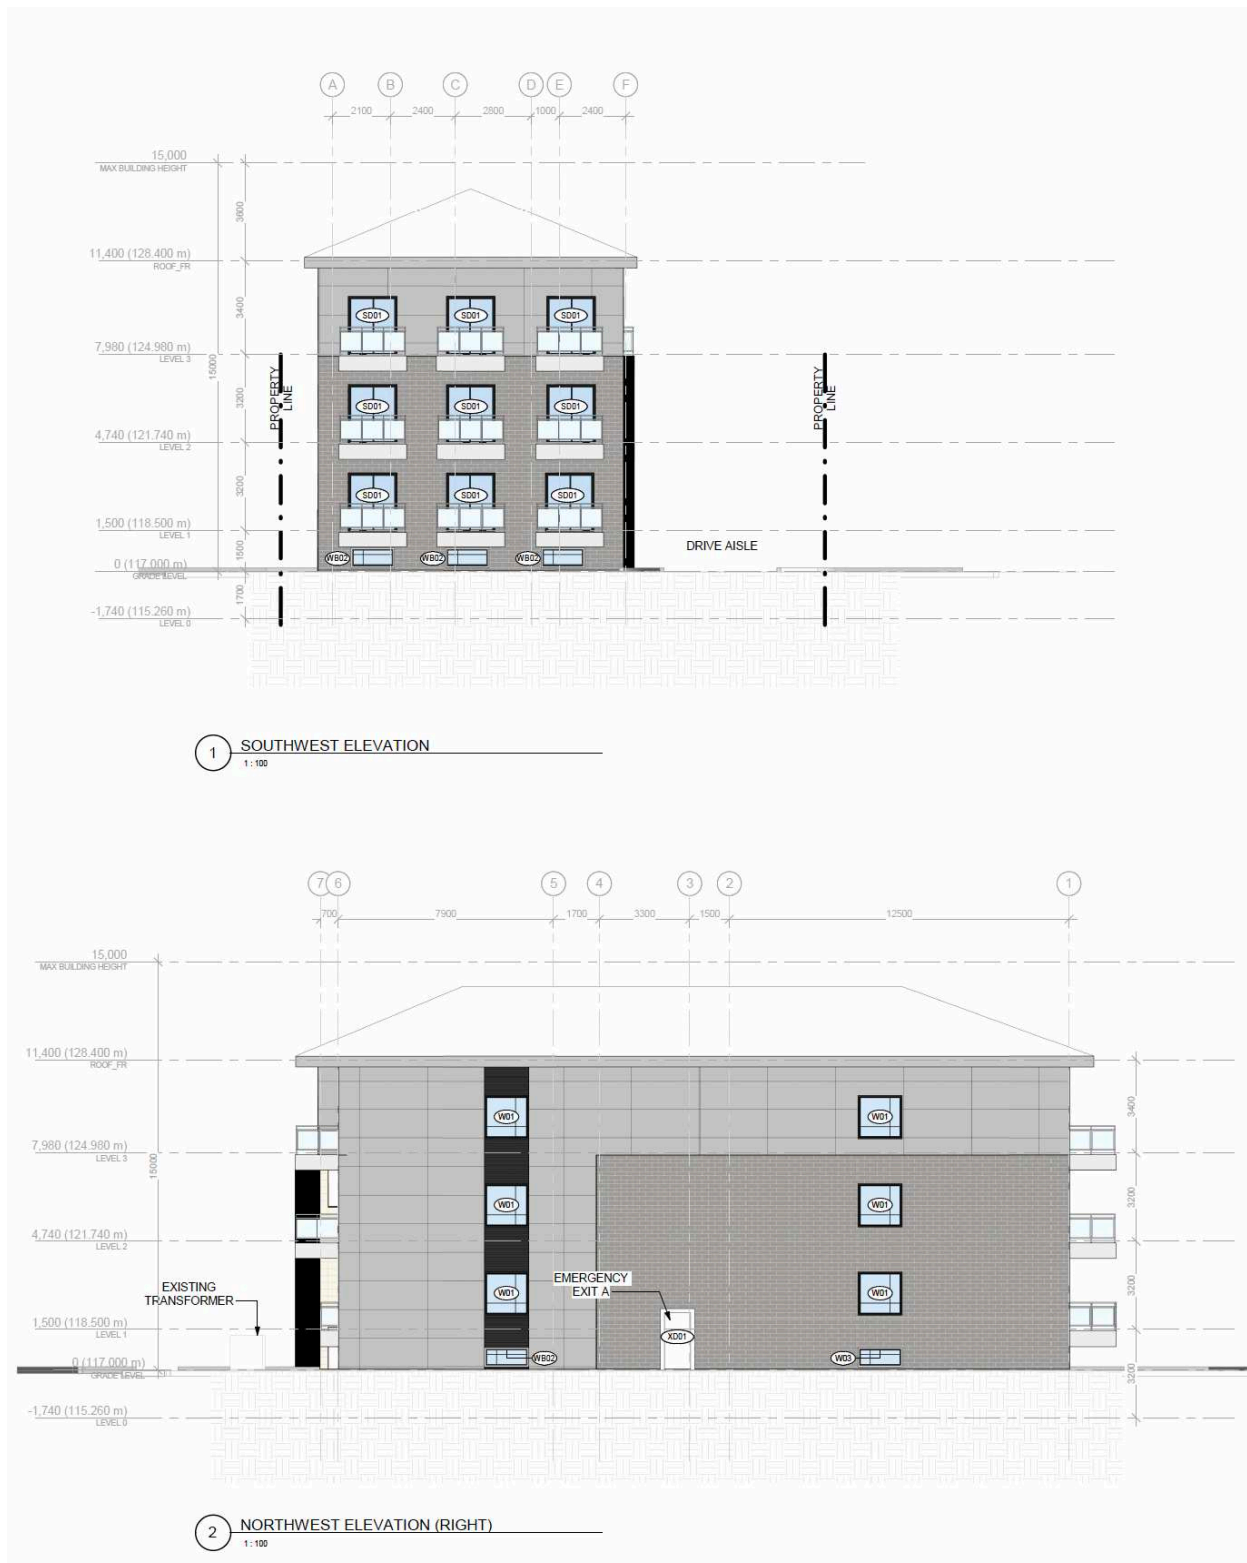 A B C D E F
2100 2400 2800 1000 2400
15,000
MAX BUILDING HEIGHT
3600
11,400 (128.400 m)
ROOF_FR
SD01 SD01 SD01
3400
7,980 (124.980 m)
LEVEL 3
15000
PROPERTY LINE
PROPERTY LINE
3200
SD01 SD01 SD01
4,740 (121.740 m)
LEVEL 2
3200
SD01 SD01 SD01
1,500 (118.500 m)
LEVEL 1
1500
DRIVE AISLE
WB02 WB02 WB02
0 (117.000 m)
GRADE LEVEL
1700
-1,740 (115.260 m)
LEVEL 0
1 SOUTHWEST ELEVATION
1 : 100
7 6 5 4 3 2 1
700 7900 1700 3300 1500 12500
15,000
MAX BUILDING HEIGHT
11,400 (128.400 m)
ROOF_FR
W01 W01
3400
7,980 (124.980 m)
LEVEL 3
15000
W01 W01
3200
4,740 (121.740 m)
LEVEL 2
EXISTING
TRANSFORMER
EMERGENCY
EXIT A
W01 W01
3200
1,500 (118.500 m)
LEVEL 1
XD01
WB02 W03
0 (117.000 m)
GRADE LEVEL
3200
-1,740 (115.260 m)
LEVEL 0
2 NORTHWEST ELEVATION (RIGHT)
1 : 100